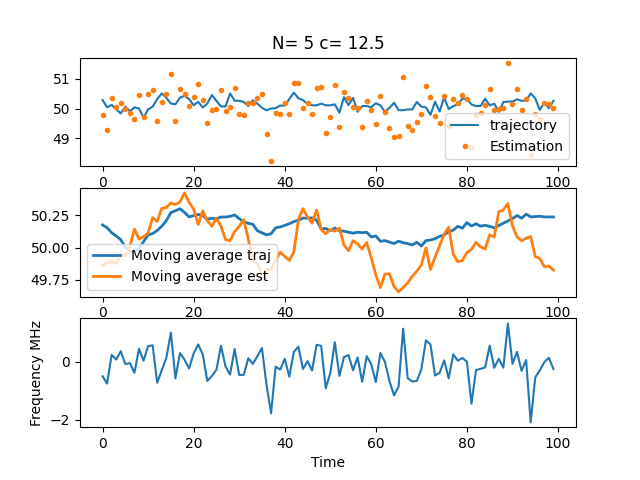 N= 5 c= 12.5
51
50
49
trajectory
Estimation
0 20 40 60 80 100
50.25
50.00
49.75
Moving average traj
Moving average est
0 20 40 60 80 100
Frequency MHz
0
−2
0 20 40 60 80 100
Time